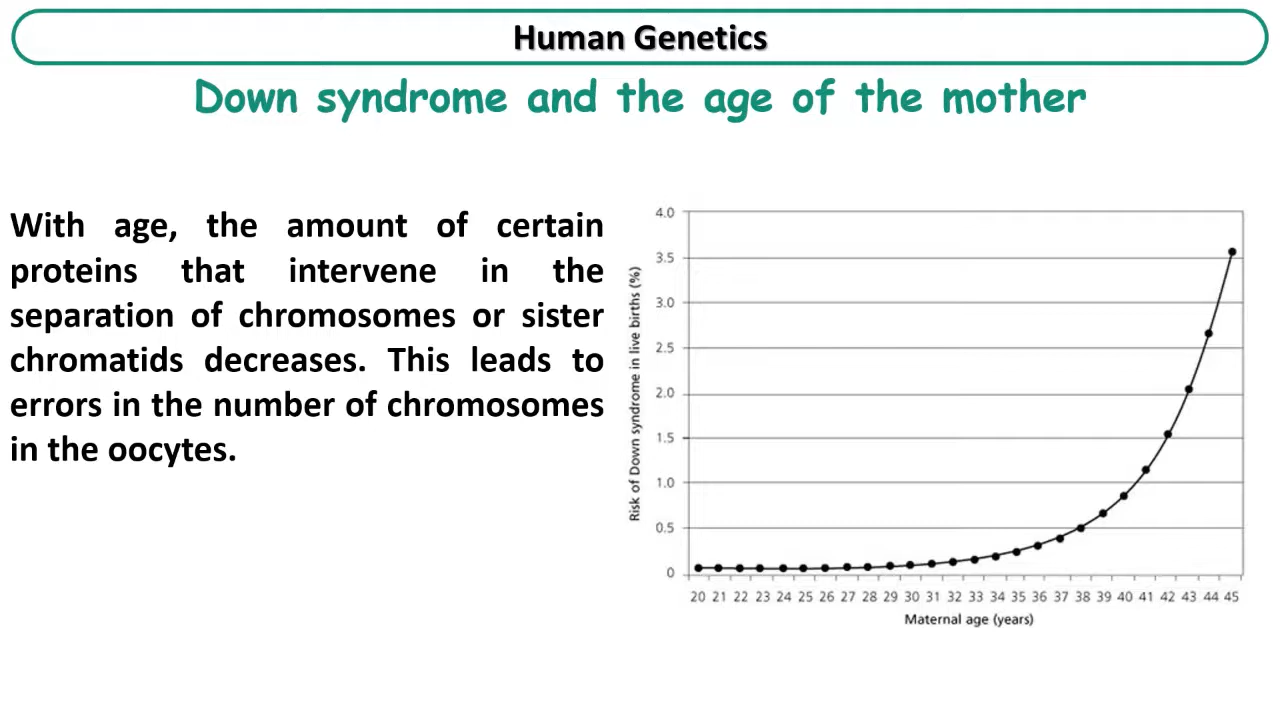 Human Genetics
Down syndrome and the age of the mother
With age, the amount of certain
proteins that intervene in the
separation of chromosomes or sister
chromatids decreases. This leads to
errors in the number of chromosomes
in the oocytes.
Risk of Down syndrome in live births (%)
4.0
3.5
3.0
2.5
2.0
1.5
1.0
0.5
0
20 21 22 23 24 25 26 27 28 29 30 31 32 33 34 35 36 37 38 39 40 41 42 43 44 45
Maternal age (years)